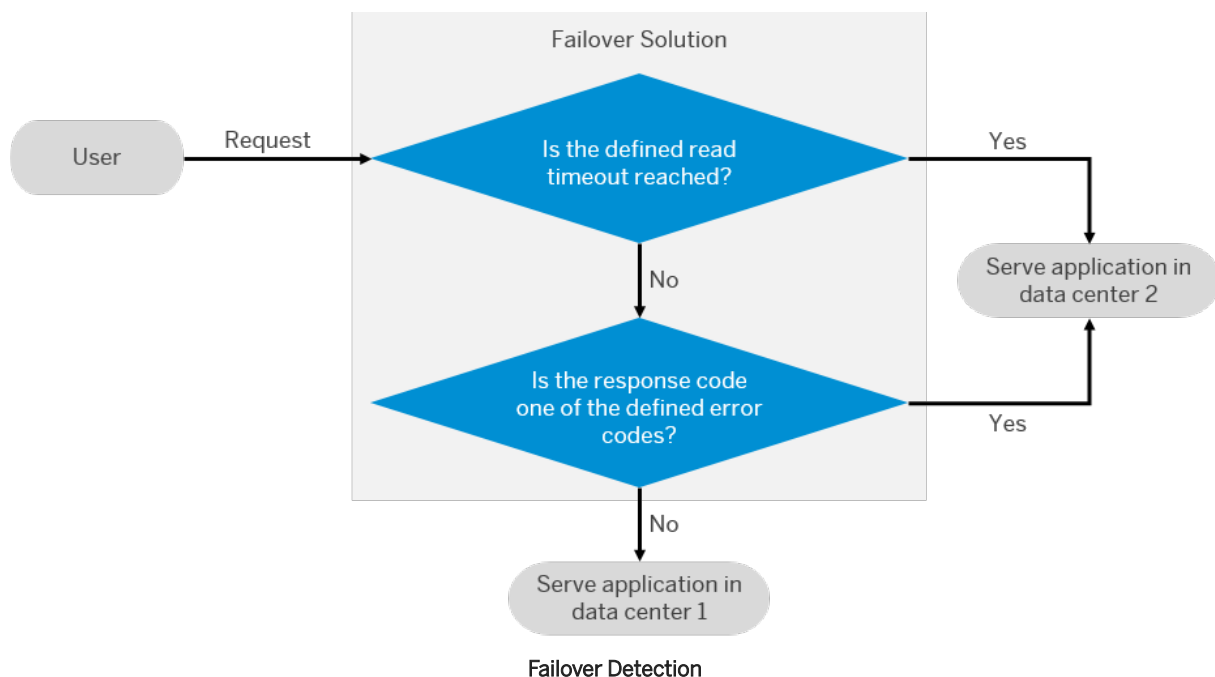 Failover Solution
User
Request
Is the defined read
timeout reached?
Yes
No
Serve application in
data center 2
Is the response code
one of the defined error
codes?
Yes
No
Serve application in
data center 1
Failover Detection